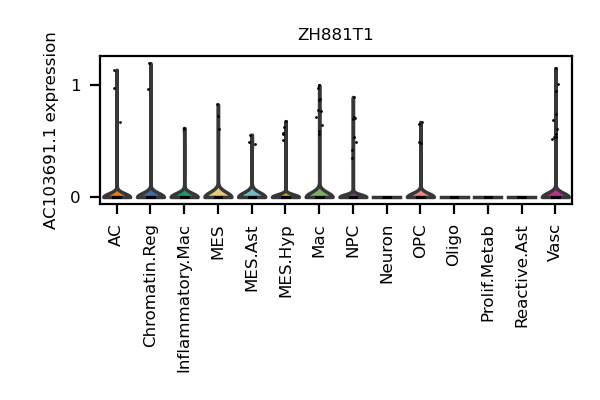 ZH881T1
AC103691.1 expression
1
0
AC
Chromatin.Reg
Inflammatory.Mac
MES
MES.Ast
MES.Hyp
Mac
NPC
Neuron
OPC
Oligo
Prolif.Metab
Reactive.Ast
Vasc